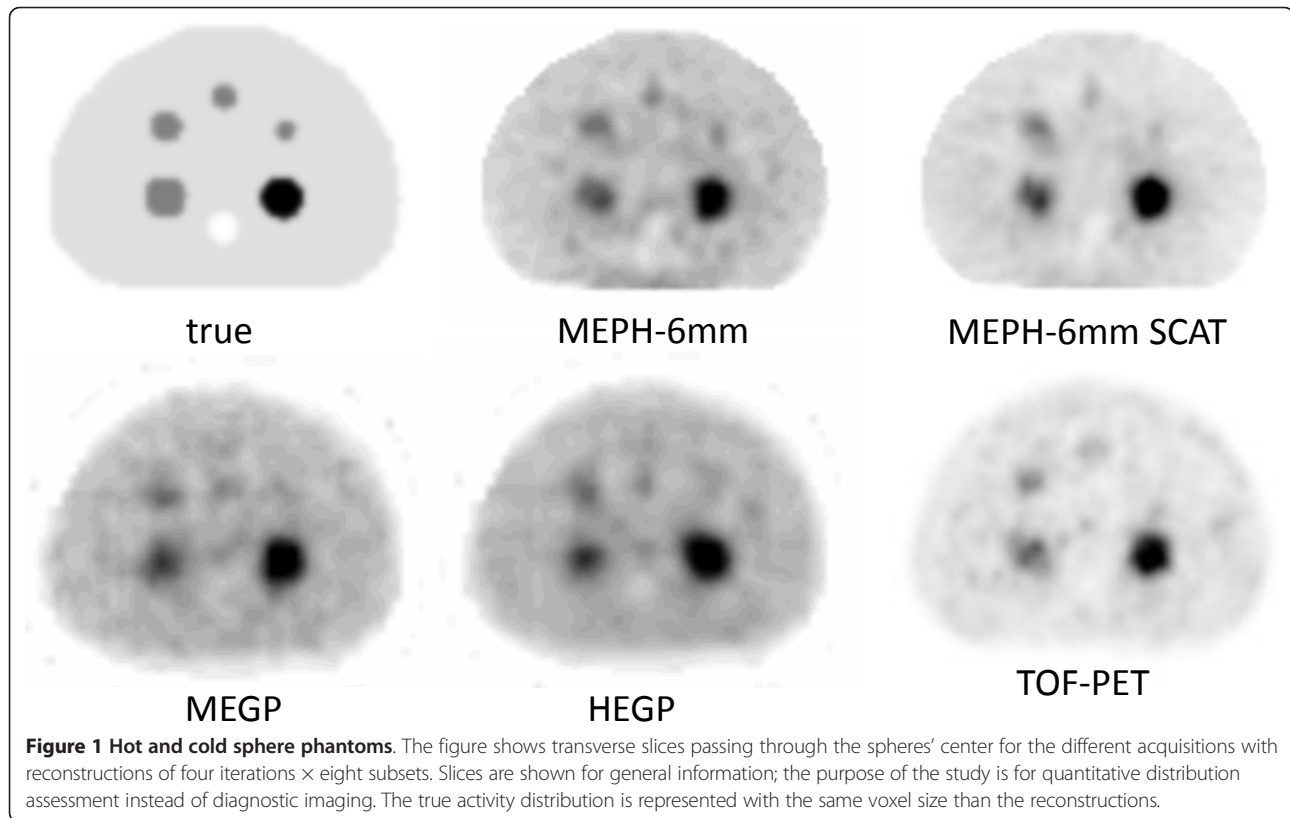 true
MEPH-6mm
MEPH-6mm SCAT
MEGP
HEGP
TOF-PET
Figure 1 Hot and cold sphere phantoms. The figure shows transverse slices passing through the spheres’ center for the different acquisitions with
reconstructions of four iterations × eight subsets. Slices are shown for general information; the purpose of the study is for quantitative distribution
assessment instead of diagnostic imaging. The true activity distribution is represented with the same voxel size than the reconstructions.